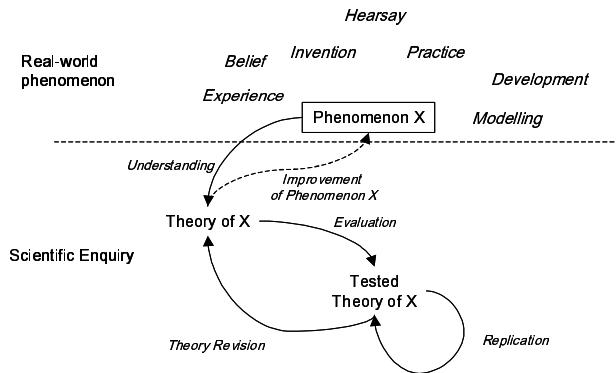 Hearsay
Real-world
phenomenon
Belief
Invention
Practice
Development
Experience
Phenomenon X
Modelling
Understanding
Improvement
of Phenomenon X
Theory of X
Evaluation
Scientific Enquiry
Tested
Theory of X
Theory Revision
Replication